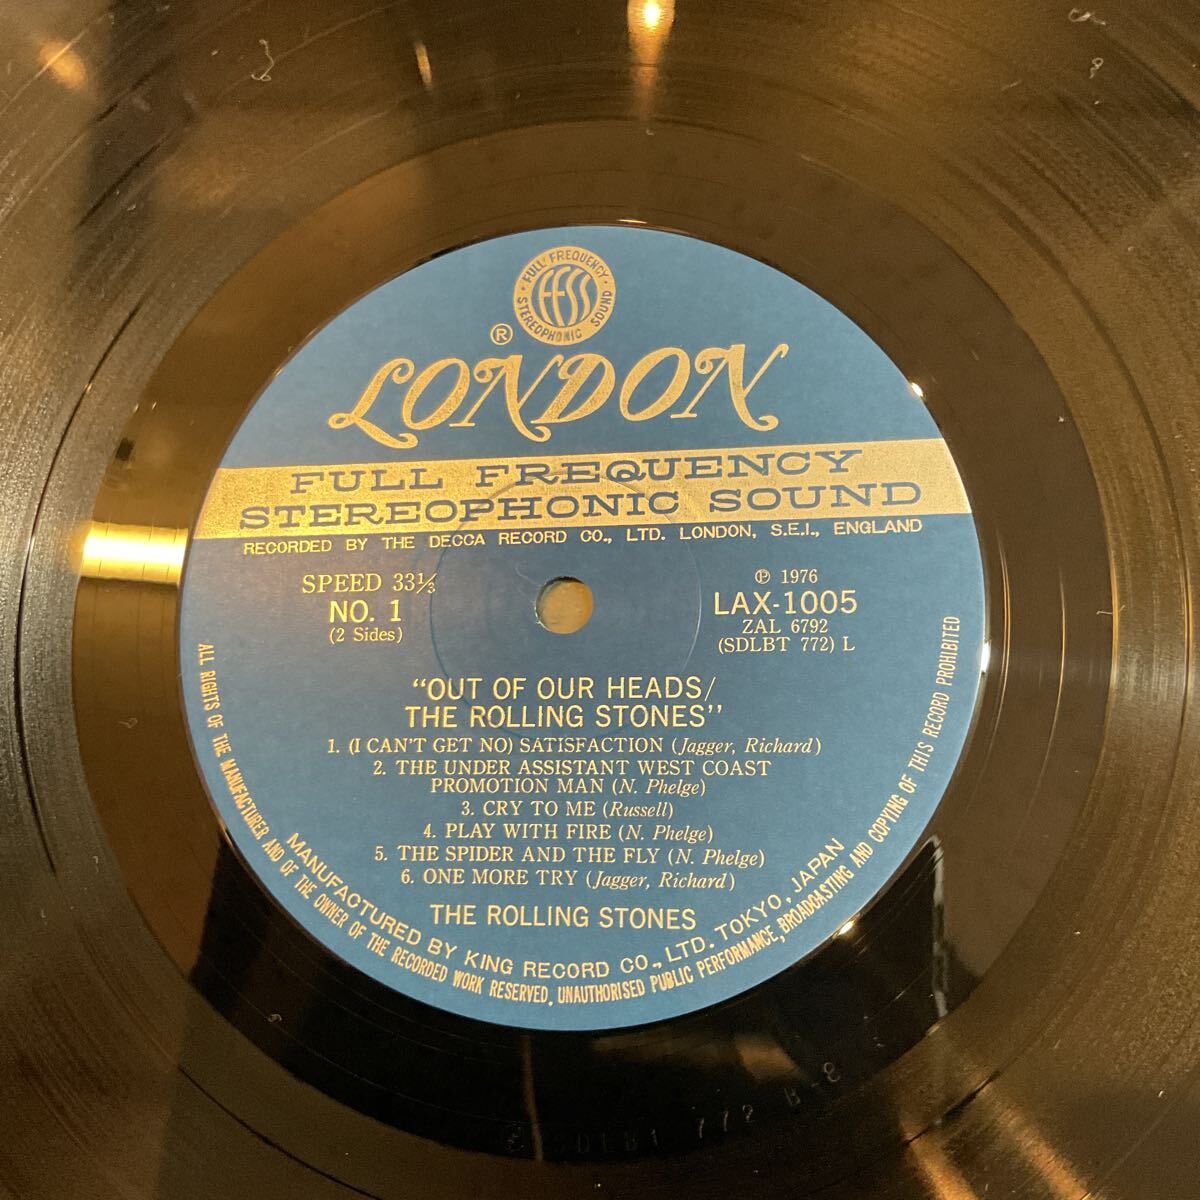 FULL FREQUENCY
FFSS
STEREOPHONIC SOUND
®
LONDON
FULL FREQUENCY
STEREOPHONIC SOUND
RECORDED BY THE DECCA RECORD CO., LTD. LONDON, S.E.I., ENGLAND
SPEED 33⅓
NO. 1
(2 Sides)
Ⓟ 1976
LAX-1005
ZAL 6792
(SDLBT 772) L
“OUT OF OUR HEADS/
THE ROLLING STONES”
1. (I CAN'T GET NO) SATISFACTION (Jagger, Richard)
2. THE UNDER ASSISTANT WEST COAST
PROMOTION MAN (N. Phelge)
3. CRY TO ME (Russell)
4. PLAY WITH FIRE (N. Phelge)
5. THE SPIDER AND THE FLY (N. Phelge)
6. ONE MORE TRY (Jagger, Richard)
THE ROLLING STONES
MANUFACTURED BY KING RECORD CO., LTD. TOKYO, JAPAN
ALL RIGHTS OF THE MANUFACTURER AND OF THE OWNER OF THE RECORDED WORK RESERVED. UNAUTHORISED PUBLIC PERFORMANCE, BROADCASTING AND COPYING OF THIS RECORD PROHIBITED
772